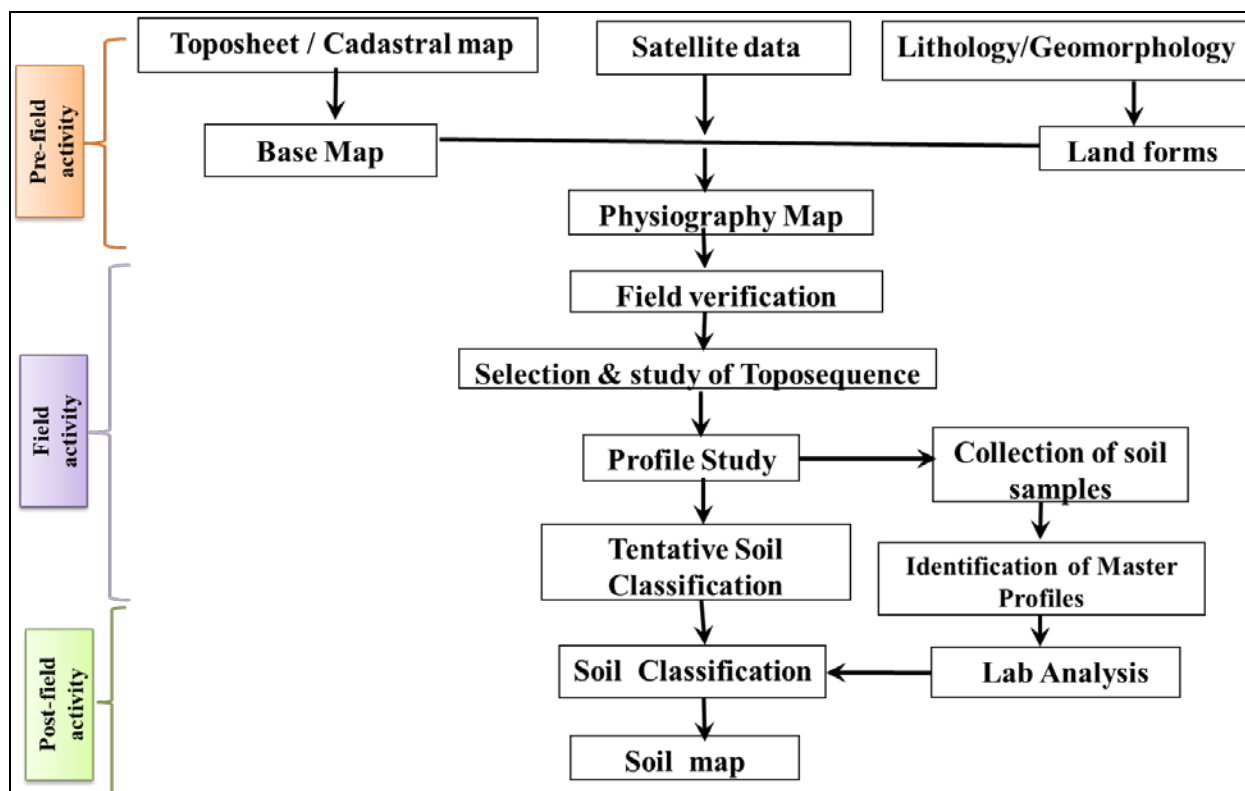 Toposheet / Cadastral map
Satellite data
Lithology/Geomorphology
Pre-field
activity
Base Map
Land forms
Physiography Map
Field verification
Selection & study of Toposequence
Field
activity
Profile Study
Collection of soil
samples
Tentative Soil
Classification
Identification of Master
Profiles
Post-field
activity
Soil Classification
Lab Analysis
Soil map